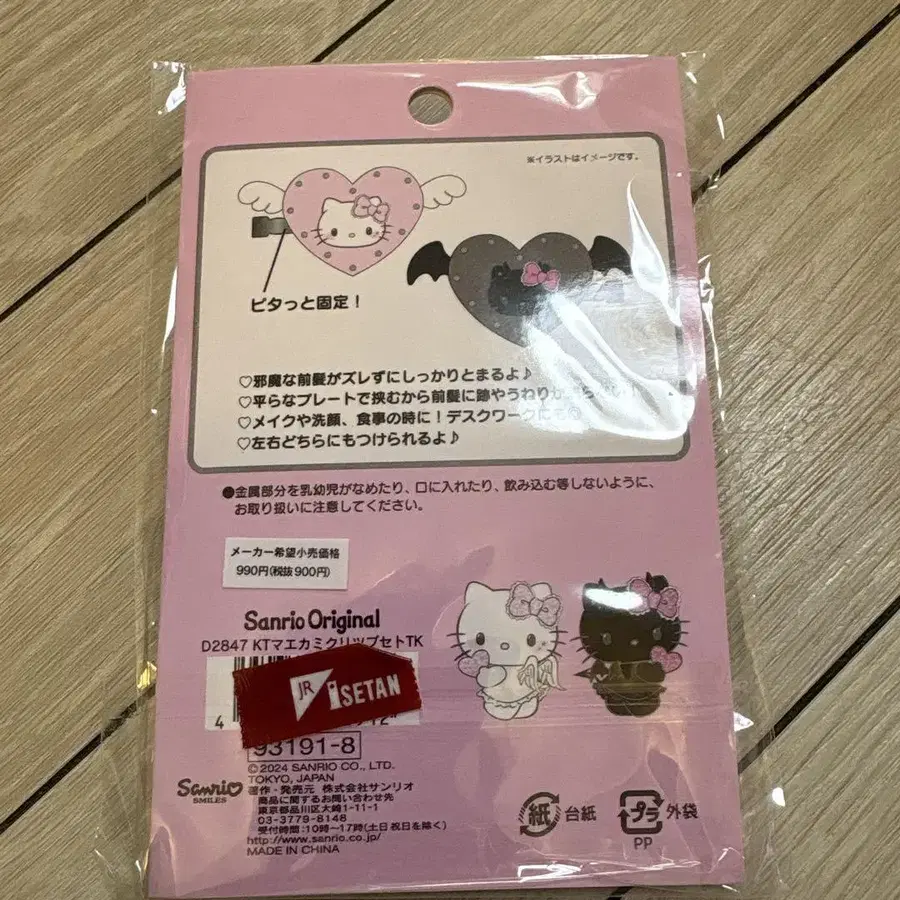 ※イラストはイメージです。
ピタっと固定！
♡邪魔な前髪がズレずにしっかりとまるよ♪
♡平らなプレートで挟むから前髪に跡やうねりが
♡メイクや洗顔、食事の時に！デスクワークにも
♡左右どちらにもつけられるよ♪
●金属部分を乳幼児がなめたり、口に入れたり、飲み込む等しないように、
お取り扱いに注意してください。
メーカー希望小売価格
990円(税抜900円)
Sanrio Original
D2847 KTマエカミクリツプセトTK
JR ISETAN
4
93191-8
©2024 SANRIO CO., LTD.
TOKYO, JAPAN
著作・発売元 株式会社サンリオ
Sanrio
SMILES
商品に関するお問い合わせ先
東京都品川区大崎1-11-1
03-3779-8148
受付時間:10時〜17時(土日祝日を除く)
http://www.sanrio.co.jp/
MADE IN CHINA
紙 台紙
プラ 外袋
PP